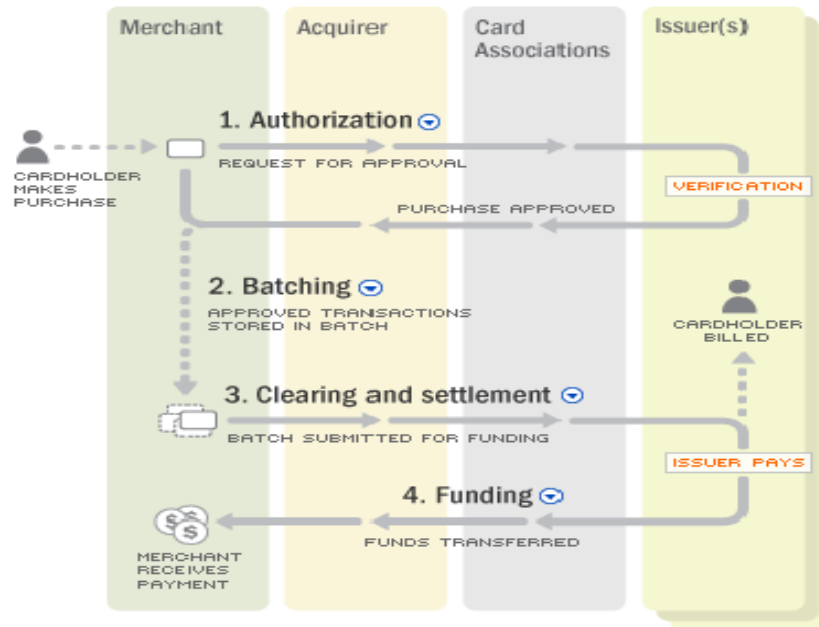 Merchant
Acquirer
Card
Associations
Issuer(s)
1. Authorization
REQUEST FOR APPROVAL
CARDHOLDER
MAKES
PURCHASE
VERIFICATION
PURCHASE APPROVED
2. Batching
APPROVED TRANSACTIONS
STORED IN BATCH
CARDHOLDER
BILLED
3. Clearing and settlement
BATCH SUBMITTED FOR FUNDING
ISSUER PAYS
4. Funding
FUNDS TRANSFERRED
$ $
$
MERCHANT
RECEIVES
PAYMENT